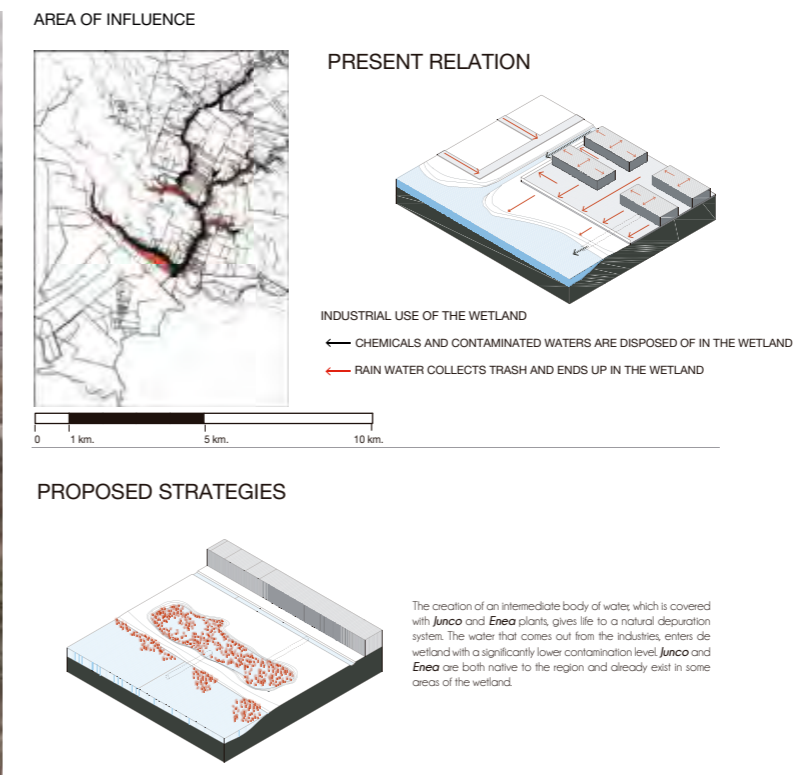 AREA OF INFLUENCE
PRESENT RELATION
INDUSTRIAL USE OF THE WETLAND
CHEMICALS AND CONTAMINATED WATERS ARE DISPOSED OF IN THE WETLAND
RAIN WATER COLLECTS TRASH AND ENDS UP IN THE WETLAND
0 1 km. 5 km. 10 km.
PROPOSED STRATEGIES
The creation of an intermediate body of water, which is covered
with Junco and Enea plants, gives life to a natural depuration
system. The water that comes out from the industries, enters de
wetland with a significantly lower contamination level. Junco and
Enea are both native to the region and already exist in some
areas of the wetland.